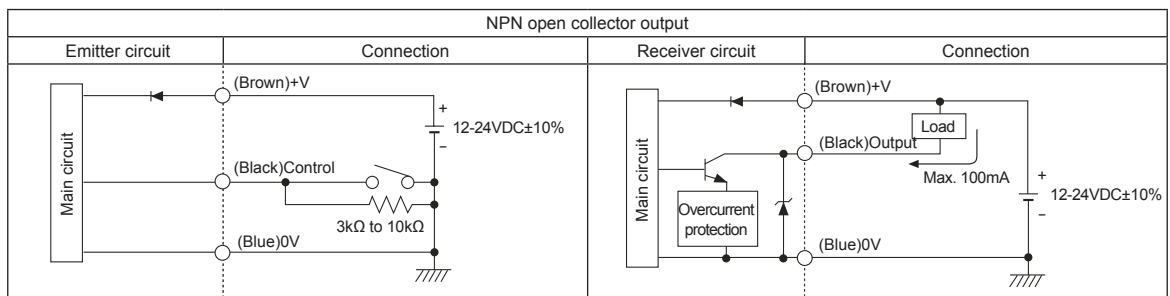 NPN open collector output
Emitter circuit
Connection
Receiver circuit
Connection
Main circuit
(Brown)+V
+
12-24VDC±10%
−
(Black)Control
3kΩ to 10kΩ
(Blue)0V
Main circuit
(Brown)+V
Load
(Black)Output
Max. 100mA
+
12-24VDC±10%
−
Overcurrent
protection
(Blue)0V